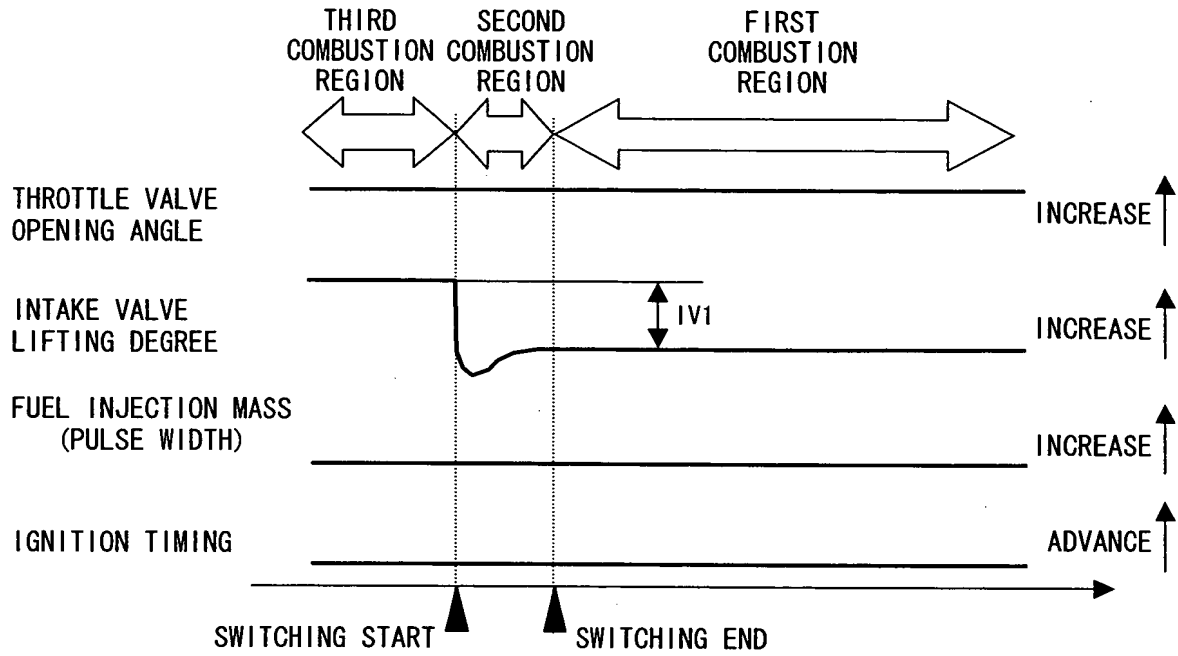 THIRD COMBUSTION REGION
SECOND COMBUSTION REGION
FIRST COMBUSTION REGION
THROTTLE VALVE
OPENING ANGLE
INCREASE
INTAKE VALVE
LIFTING DEGREE
IV1
INCREASE
FUEL INJECTION MASS
(PULSE WIDTH)
INCREASE
IGNITION TIMING
ADVANCE
SWITCHING START
SWITCHING END